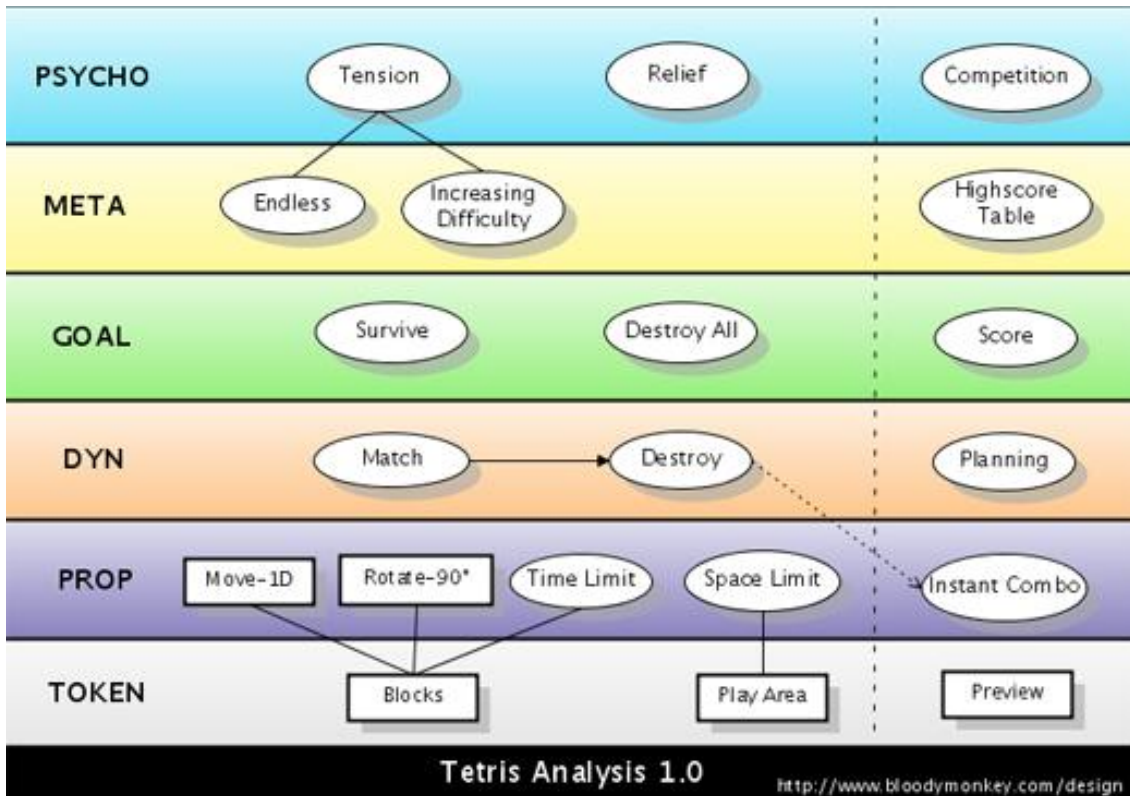 PSYCHO
Tension
Relief
Competition
META
Endless
Increasing
Difficulty
Highscore
Table
GOAL
Survive
Destroy All
Score
DYN
Match
Destroy
Planning
PROP
Move-1D
Rotate-90°
Time Limit
Space Limit
Instant Combo
TOKEN
Blocks
Play Area
Preview
Tetris Analysis 1.0
http://www.bloodymonkey.com/design